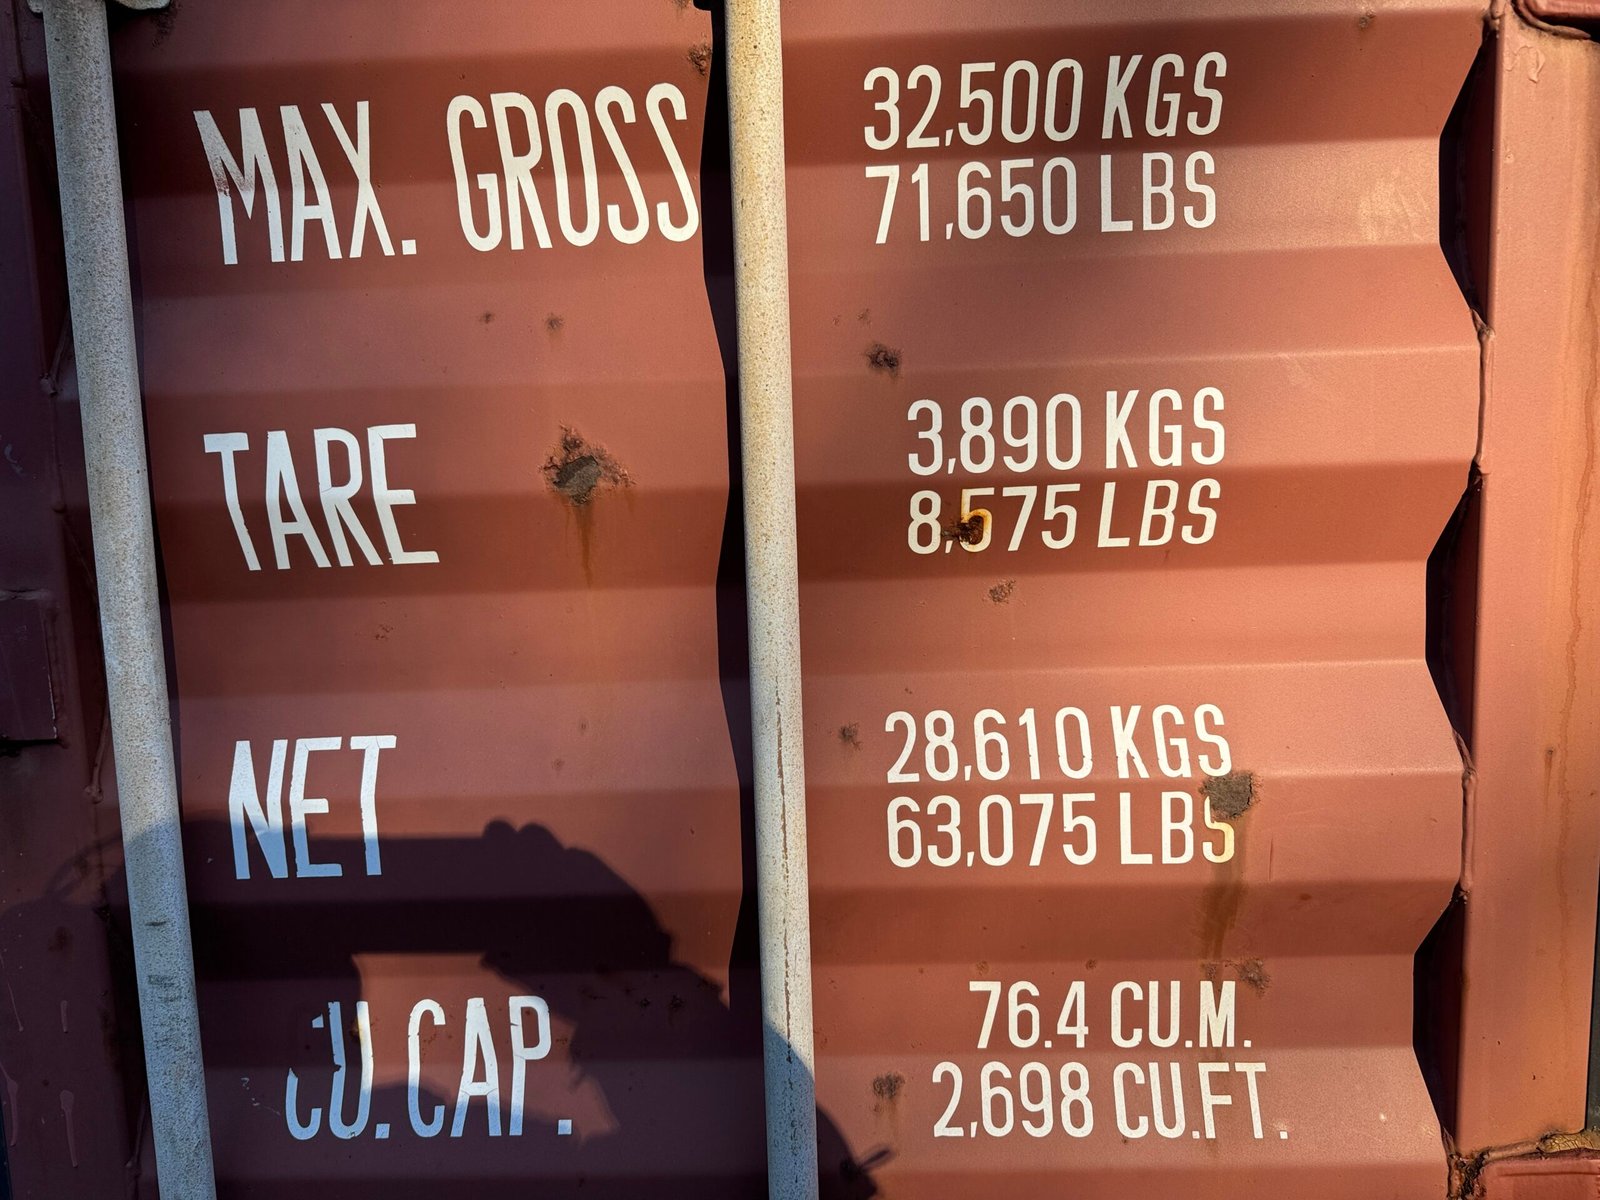 MAX. GROSS 32,500 KGS
71,650 LBS
TARE 3,890 KGS
8,575 LBS
NET 28,610 KGS
63,075 LBS
CU.CAP. 76.4 CU.M.
2,698 CU.FT.